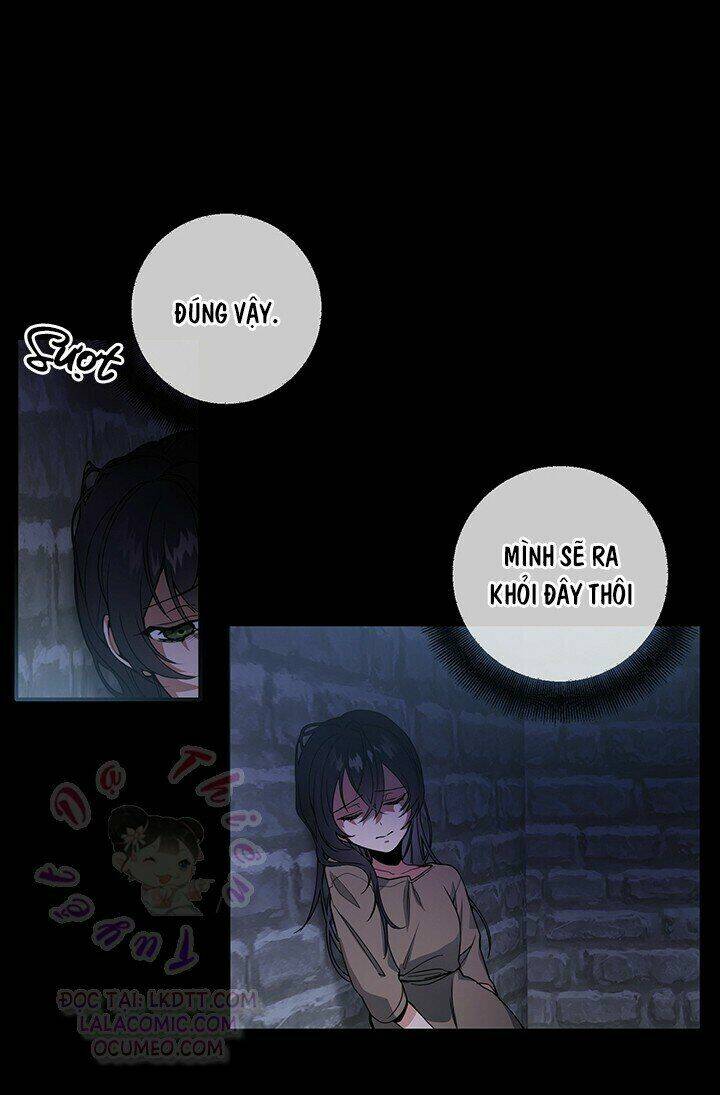 ĐÚNG VẬY.
Sượt
MÌNH SẼ RA
KHỎI ĐÂY THÔI
Dạ Thiên
Tuyệt
ĐỌC TẠI: LKDTT.COM
LALACOMIC.COM
OCUMEO.COM